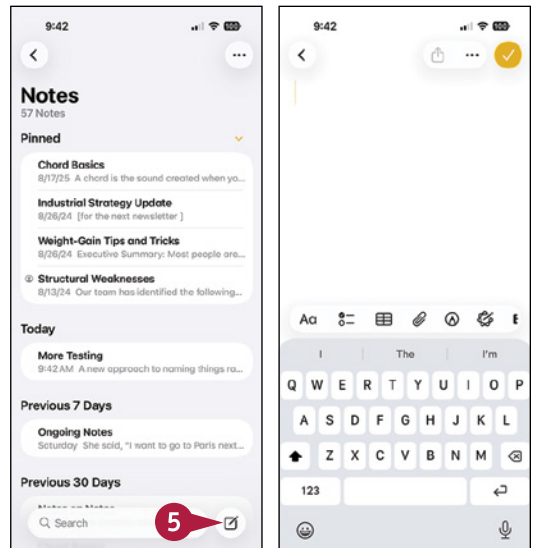 9:42
100
Notes
57 Notes
Pinned
Chord Basics
8/17/25 A chord is the sound created when yo...
Industrial Strategy Update
8/26/24 [for the next newsletter ]
Weight-Gain Tips and Tricks
8/26/24 Executive Summary: Most people are...
Structural Weaknesses
8/13/24 Our team has identified the following...
Today
More Testing
9:42 AM A new approach to naming things ra...
Previous 7 Days
Ongoing Notes
Saturday She said, "I want to go to Paris next...
Previous 30 Days
Notes on Notes
Search
5
9:42
100
Aa
I The I'm
Q W E R T Y U I O P
A S D F G H J K L
Z X C V B N M
123